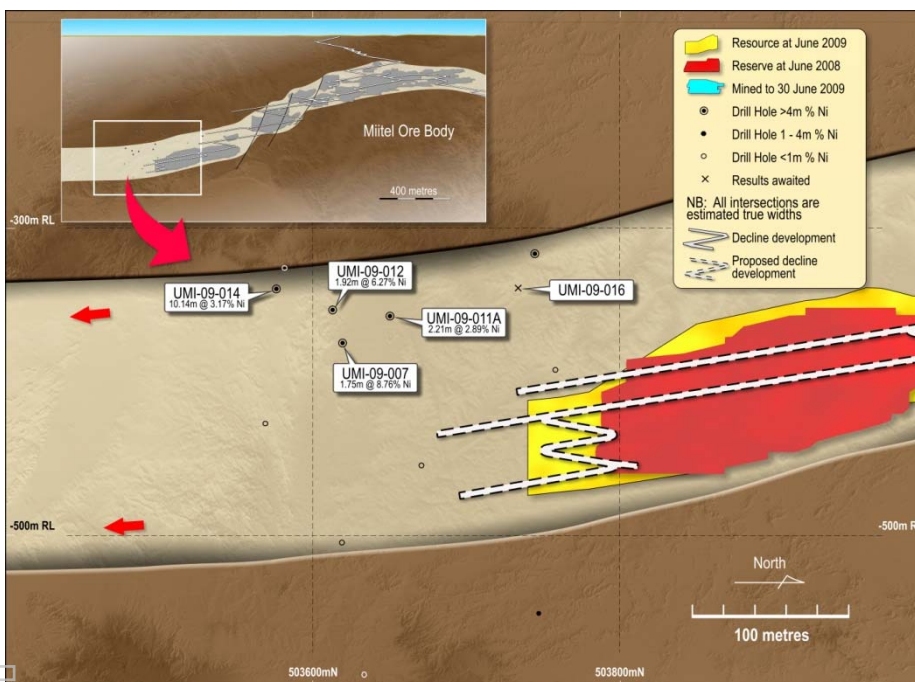 Miitel Ore Body
400 metres
Resource at June 2009
Reserve at June 2008
Mined to 30 June 2009
Drill Hole >4m % Ni
Drill Hole 1 - 4m % Ni
Drill Hole <1m % Ni
Results awaited
NB: All intersections are
estimated true widths
Decline development
Proposed decline
development
-300m RL
UMI-09-014
10.14m @ 3.17% Ni
UMI-09-012
1.92m @ 6.27% Ni
UMI-09-011A
2.21m @ 2.89% Ni
UMI-09-016
UMI-09-007
1.75m @ 8.76% Ni
-500m RL
-500m RL
North
100 metres
503600mN
503800mN